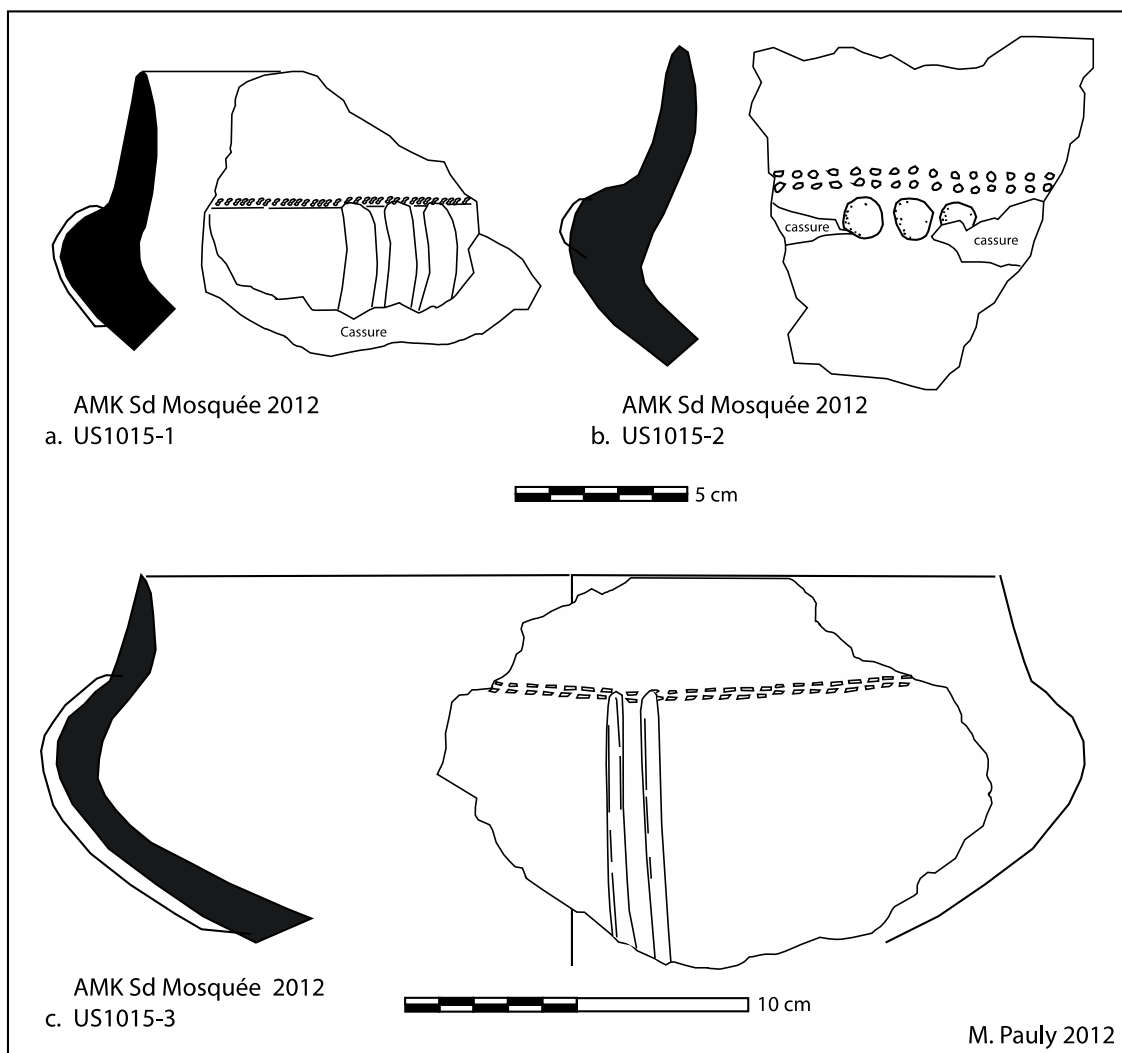 Cassure
cassure
cassure
AMK Sd Mosquée 2012
a. US1015-1
AMK Sd Mosquée 2012
b. US1015-2
5 cm
AMK Sd Mosquée 2012
c. US1015-3
10 cm
M. Pauly 2012